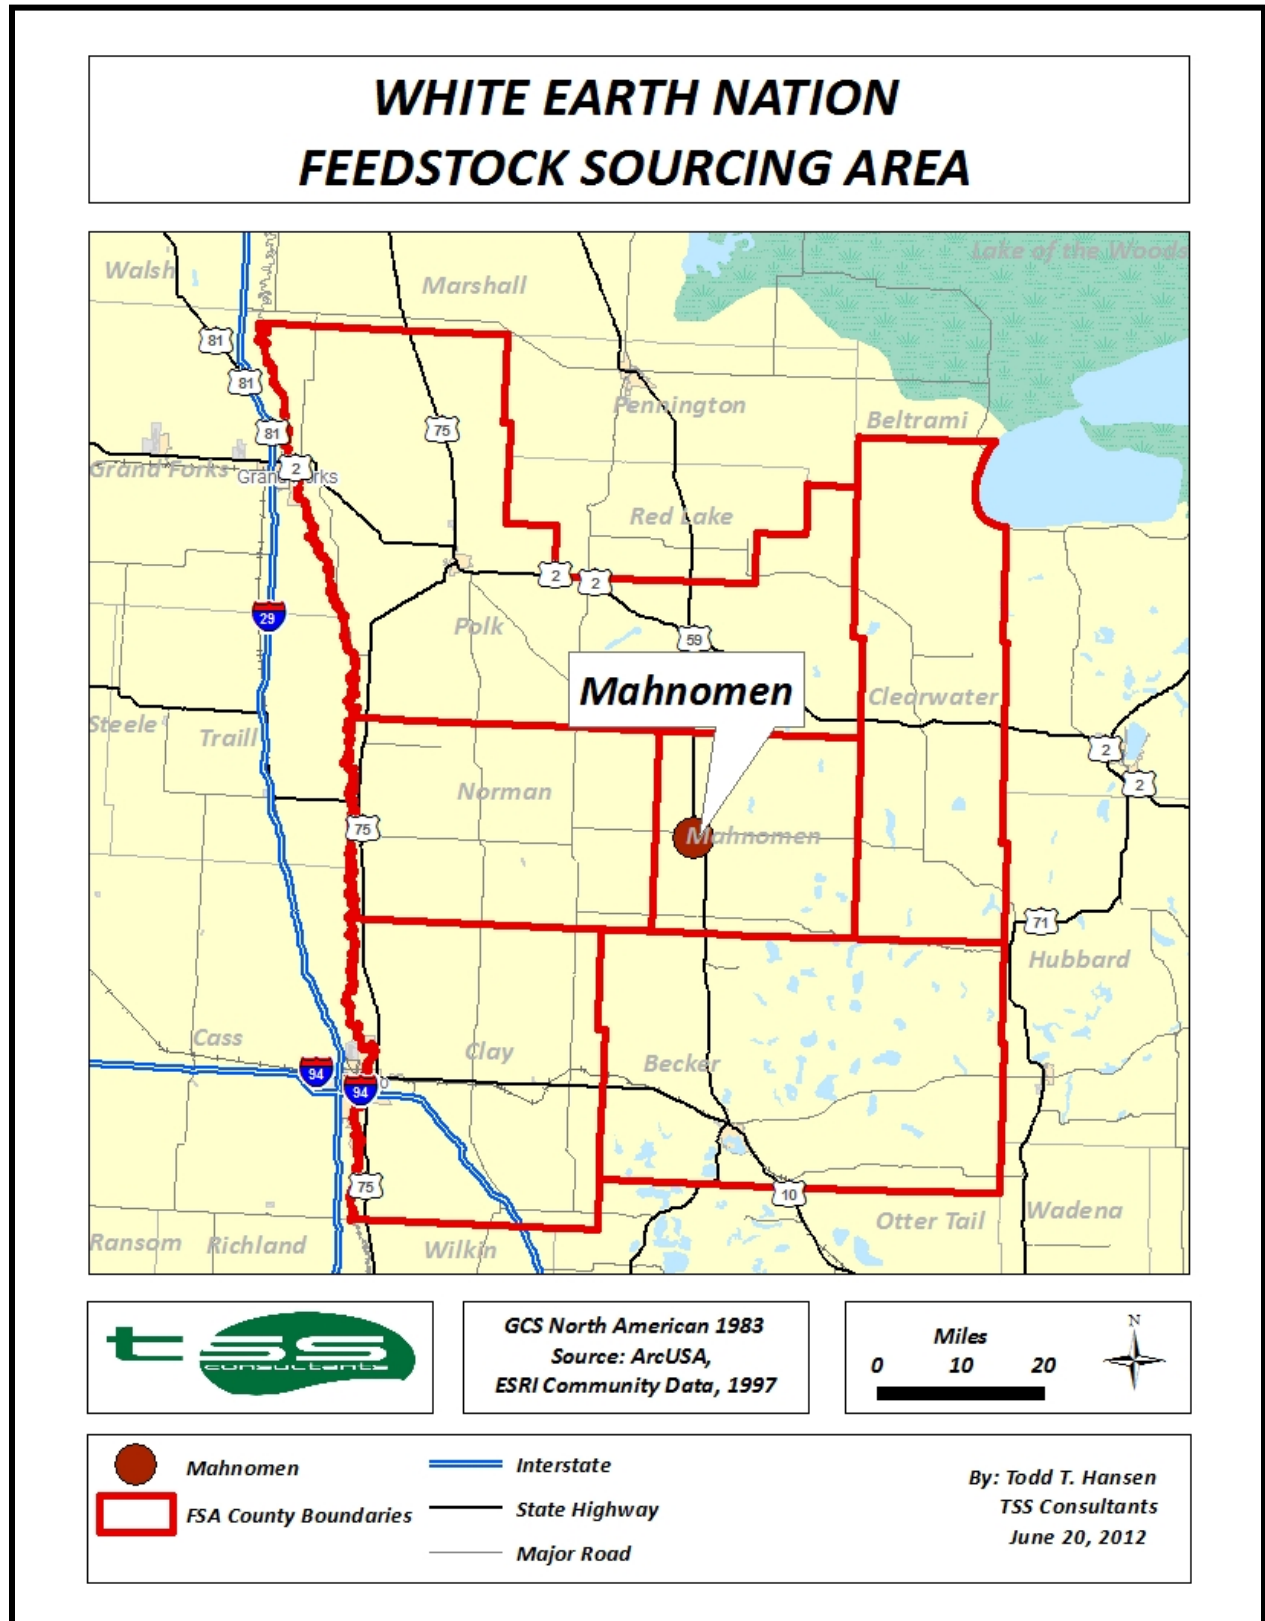 WHITE EARTH NATION
FEEDSTOCK SOURCING AREA
Lake of the Woods
Walsh
Marshall
81
81
Pennington
Beltrami
75
81
Grand Forks
2
Red Lake
2
2
29
Polk
59
Mahnomen
Clearwater
Steele
Traill
2
2
Norman
75
Mahnomen
71
Hubbard
Cass
Clay
Becker
94
94
75
10
Otter Tail
Wadena
Ransom
Richland
Wilkin
tss
consultants
GCS North American 1983
Source: ArcUSA,
ESRI Community Data, 1997
Miles
0 10 20
N
Mahnomen
FSA County Boundaries
Interstate
State Highway
Major Road
By: Todd T. Hansen
TSS Consultants
June 20, 2012